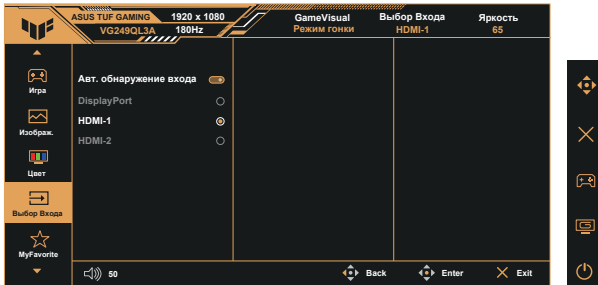 ASUS TUF GAMING 1920 x 1080 GameVisual Выбор Входа Яркость
VG249QL3A 180Hz Режим гонки HDMI-1 65
Игра
Изображ.
Цвет
Выбор Входа
MyFavorite
Авт. обнаружение входа
DisplayPort
HDMI-1
HDMI-2
50 Back Enter Exit